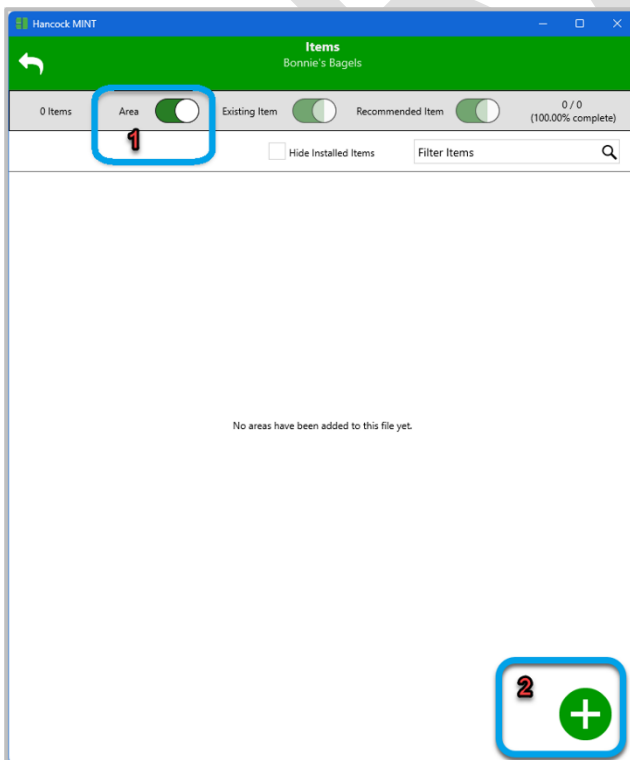 Hancock MINT
Items
Bonnie's Bagels
0 Items Area Existing Item Recommended Item 0 / 0
(100.00% complete)
1
Hide Installed Items Filter Items
No areas have been added to this file yet.
2